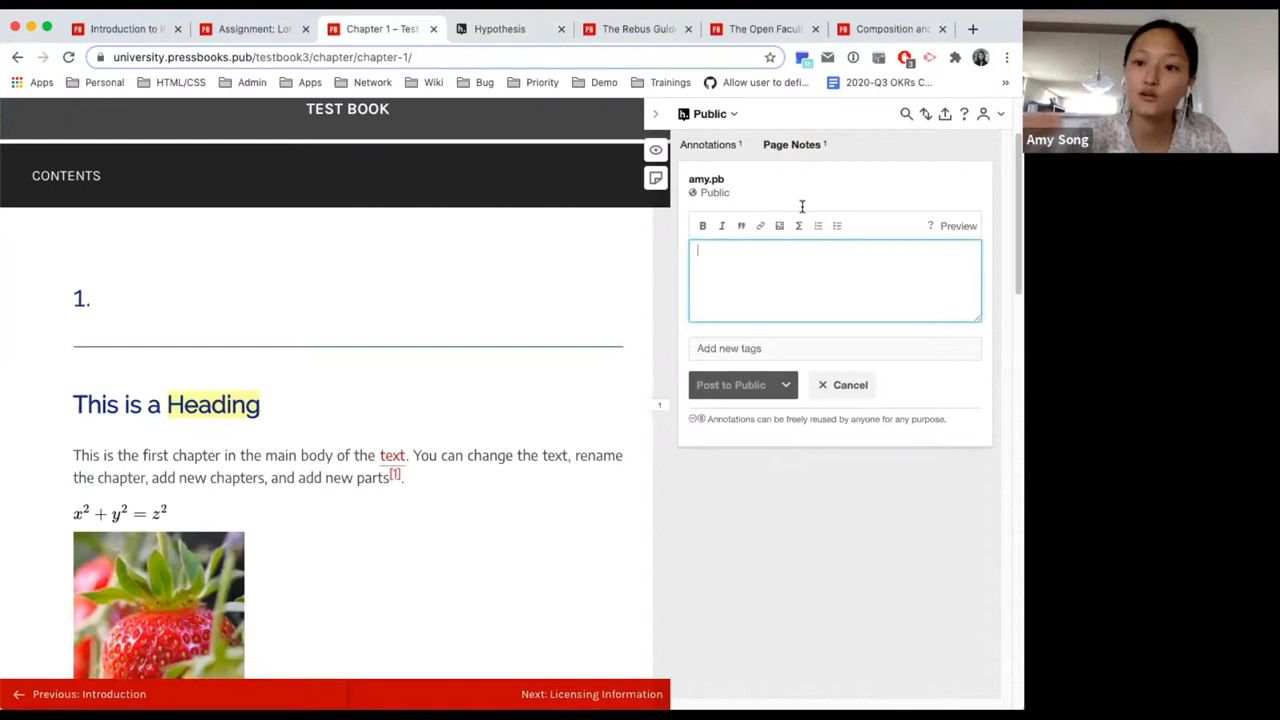 Introduction to P
Assignment: Lor
Chapter 1 – Test
Hypothesis
The Rebus Guid
The Open Facul
Composition and
university.pressbooks.pub/testbook3/chapter/chapter-1/
Apps
Personal
HTML/CSS
Admin
Apps
Network
Wiki
Bug
Priority
Demo
Trainings
Allow user to defi...
2020-Q3 OKRs C...
»
TEST BOOK
CONTENTS
1.
This is a Heading
This is the first chapter in the main body of the text. You can change the text, rename
the chapter, add new chapters, and add new parts[1].
x² + y² = z²
← Previous: Introduction
Next: Licensing Information
1
h. Public
Annotations 1
Page Notes 1
amy.pb
Public
B I ” Σ ? Preview
Add new tags
Post to Public
× Cancel
Annotations can be freely reused by anyone for any purpose.
Amy Song